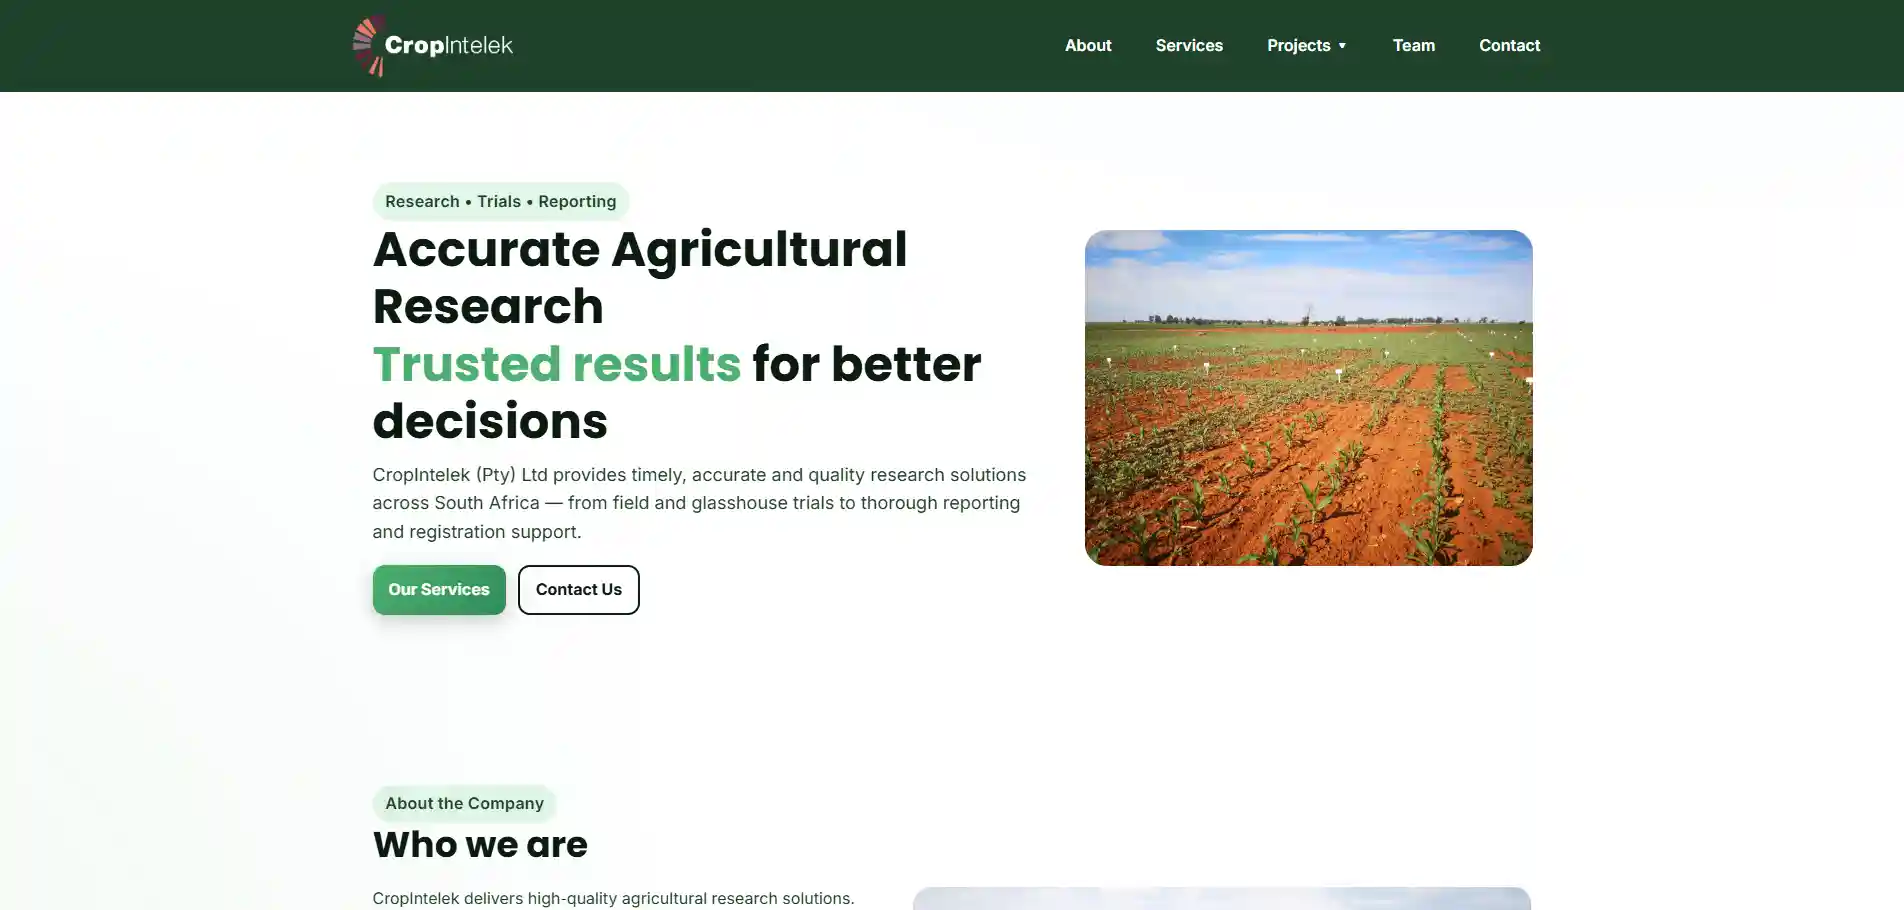 CropIntelek
About
Services
Projects ▼
Team
Contact
Research • Trials • Reporting
Accurate Agricultural
Research
Trusted results for better
decisions
CropIntelek (Pty) Ltd provides timely, accurate and quality research solutions
across South Africa — from field and glasshouse trials to thorough reporting
and registration support.
Our Services
Contact Us
About the Company
Who we are
CropIntelek delivers high-quality agricultural research solutions.